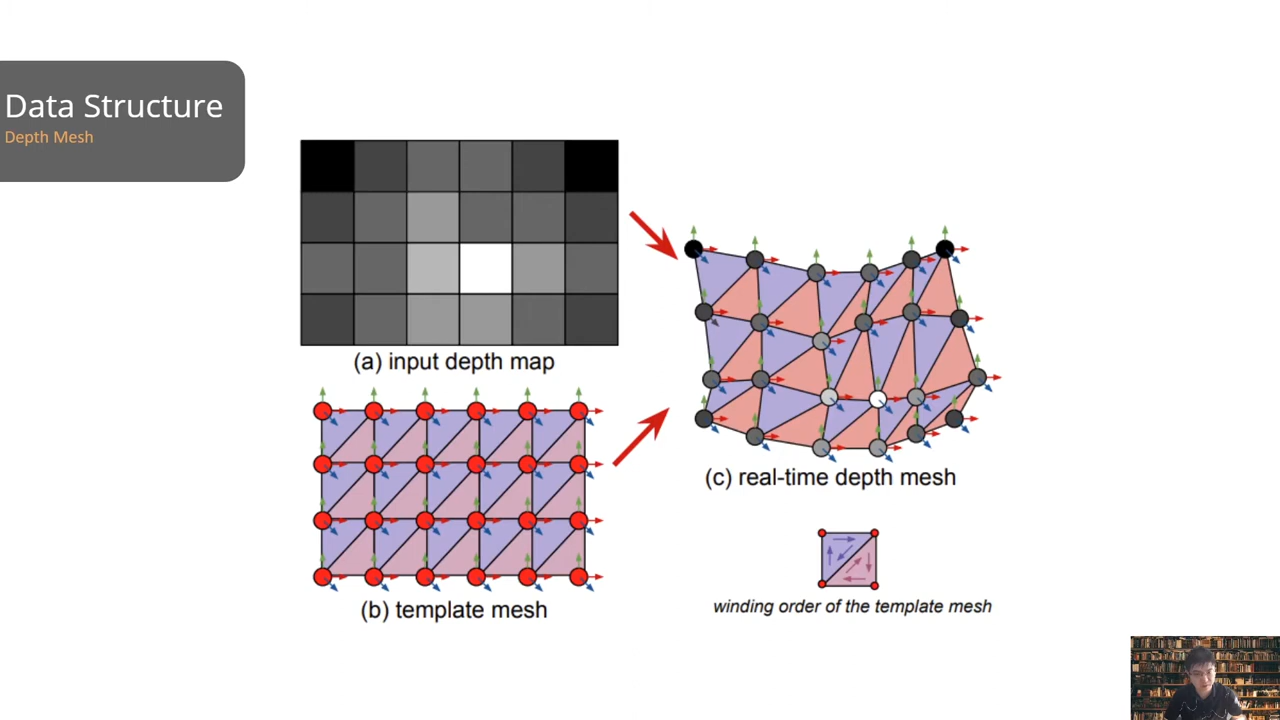 Data Structure
Depth Mesh
(a) input depth map
(b) template mesh
(c) real-time depth mesh
winding order of the template mesh